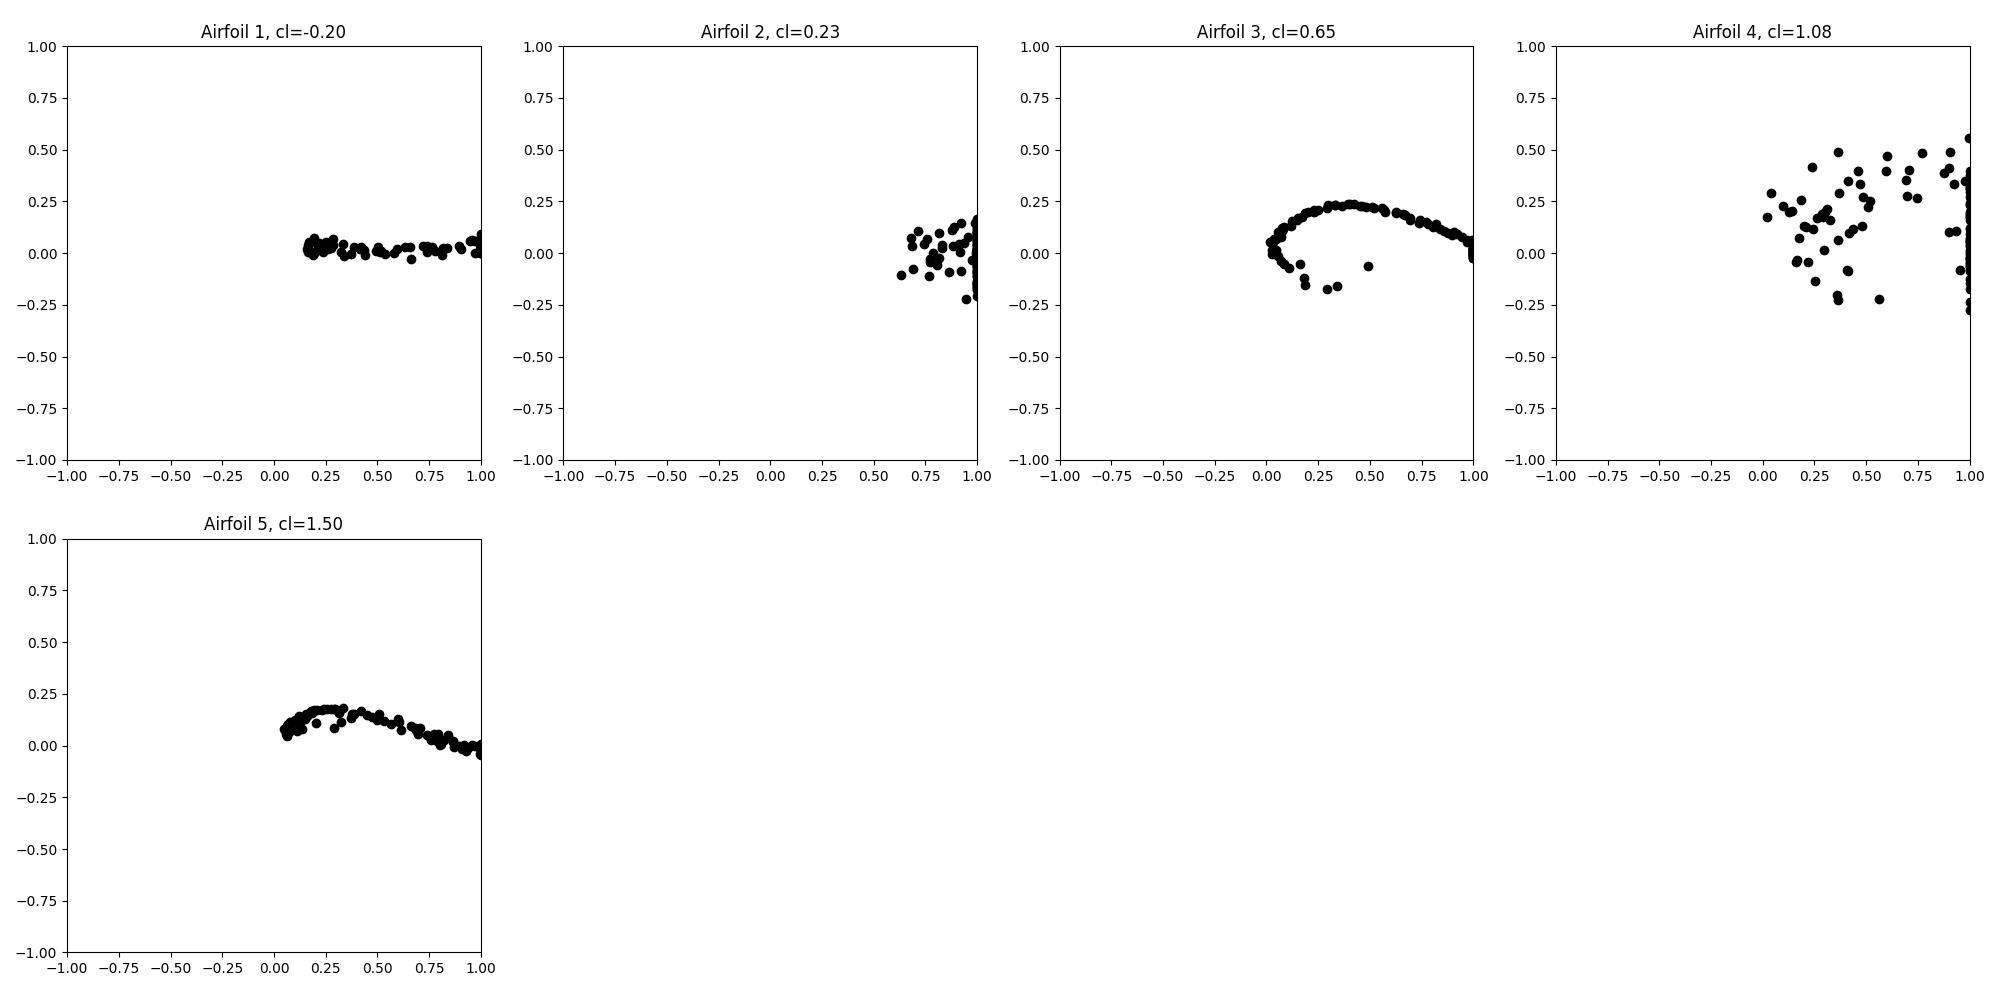 Airfoil 1, cl=-0.20
Airfoil 2, cl=0.23
Airfoil 3, cl=0.65
Airfoil 4, cl=1.08
1.00 1.00 1.00 1.00
0.75 0.75 0.75 0.75
0.50 0.50 0.50 0.50
0.25 0.25 0.25 0.25
0.00 0.00 0.00 0.00
−0.25 −0.25 −0.25 −0.25
−0.50 −0.50 −0.50 −0.50
−0.75 −0.75 −0.75 −0.75
−1.00 −1.00 −1.00 −1.00
−1.00 −0.75 −0.50 −0.25 0.00 0.25 0.50 0.75 1.00
−1.00 −0.75 −0.50 −0.25 0.00 0.25 0.50 0.75 1.00
−1.00 −0.75 −0.50 −0.25 0.00 0.25 0.50 0.75 1.00
−1.00 −0.75 −0.50 −0.25 0.00 0.25 0.50 0.75 1.00
Airfoil 5, cl=1.50
1.00
0.75
0.50
0.25
0.00
−0.25
−0.50
−0.75
−1.00
−1.00 −0.75 −0.50 −0.25 0.00 0.25 0.50 0.75 1.00